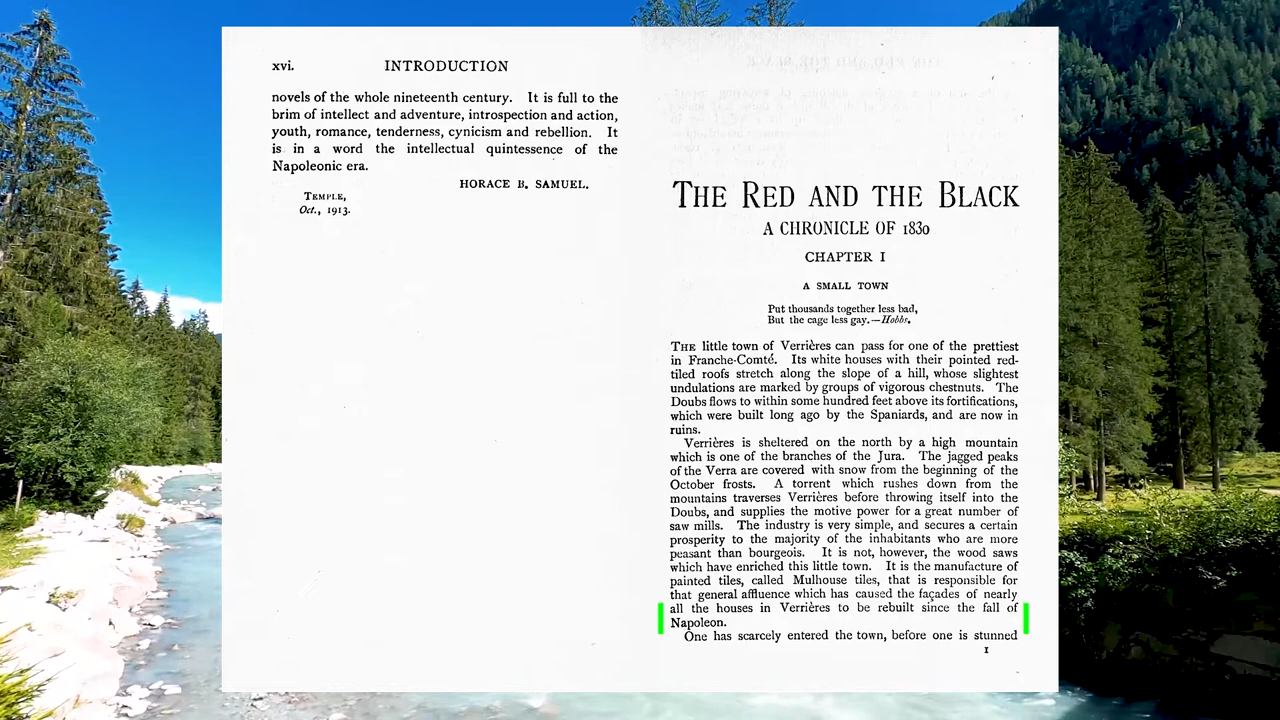 xvi.
INTRODUCTION
novels of the whole nineteenth century. It is full to the
brim of intellect and adventure, introspection and action,
youth, romance, tenderness, cynicism and rebellion. It
is in a word the intellectual quintessence of the
Napoleonic era.
HORACE B. SAMUEL.
TEMPLE,
Oct., 1913.
THE RED AND THE BLACK
A CHRONICLE OF 1830
CHAPTER I
A SMALL TOWN
Put thousands together less bad,
But the cage less gay.—Hobbs.
THE little town of Verrières can pass for one of the prettiest
in Franche-Comté. Its white houses with their pointed red-
tiled roofs stretch along the slope of a hill, whose slightest
undulations are marked by groups of vigorous chestnuts. The
Doubs flows to within some hundred feet above its fortifications,
which were built long ago by the Spaniards, and are now in
ruins.
Verrières is sheltered on the north by a high mountain
which is one of the branches of the Jura. The jagged peaks
of the Verra are covered with snow from the beginning of the
October frosts. A torrent which rushes down from the
mountains traverses Verrières before throwing itself into the
Doubs, and supplies the motive power for a great number of
saw mills. The industry is very simple, and secures a certain
prosperity to the majority of the inhabitants who are more
peasant than bourgeois. It is not, however, the wood saws
which have enriched this little town. It is the manufacture of
painted tiles, called Mulhouse tiles, that is responsible for
that general affluence which has caused the façades of nearly
all the houses in Verrières to be rebuilt since the fall of
Napoleon.
One has scarcely entered the town, before one is stunned
I